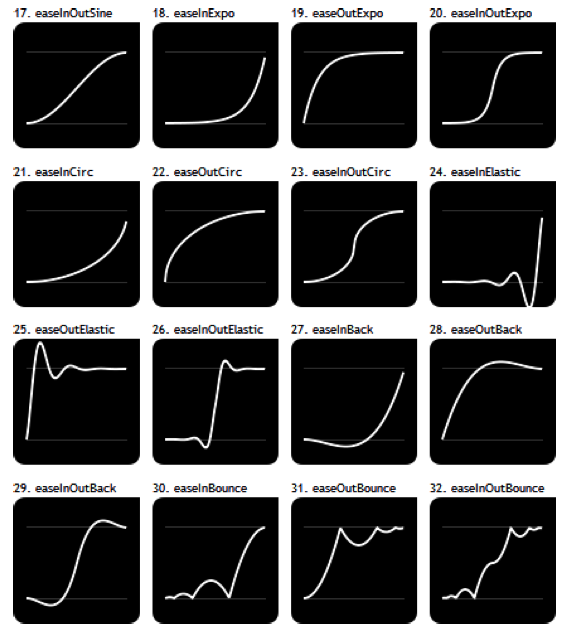 17. easeInOutSine
18. easeInExpo
19. easeOutExpo
20. easeInOutExpo
21. easeInCirc
22. easeOutCirc
23. easeInOutCirc
24. easeInElastic
25. easeOutElastic
26. easeInOutElastic
27. easeInBack
28. easeOutBack
29. easeInOutBack
30. easeInBounce
31. easeOutBounce
32. easeInOutBounce